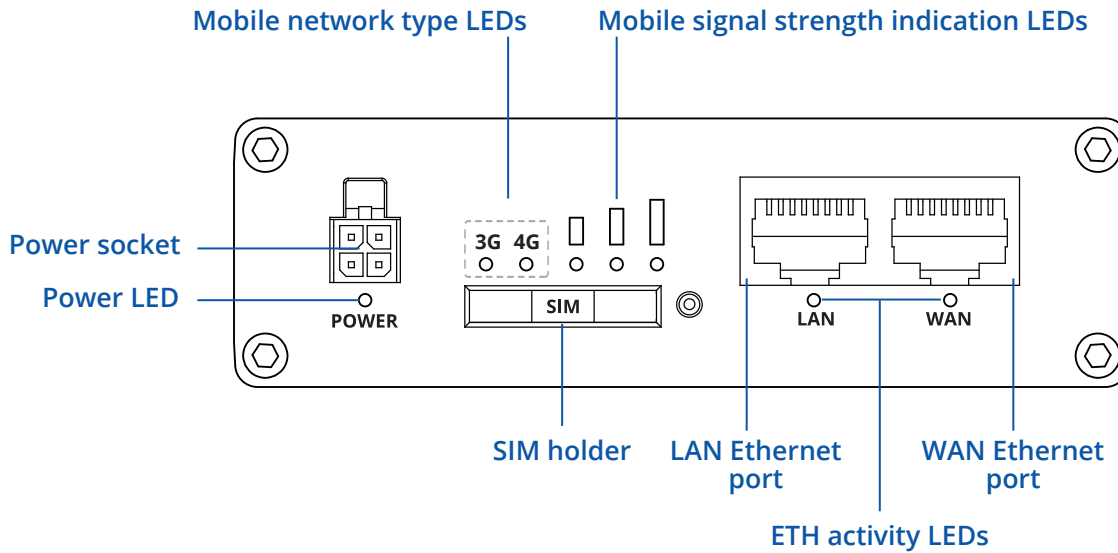 Mobile network type LEDs
Mobile signal strength indication LEDs
3G 4G
Power socket
Power LED
SIM
POWER
LAN
WAN
SIM holder
LAN Ethernet
port
WAN Ethernet
port
ETH activity LEDs